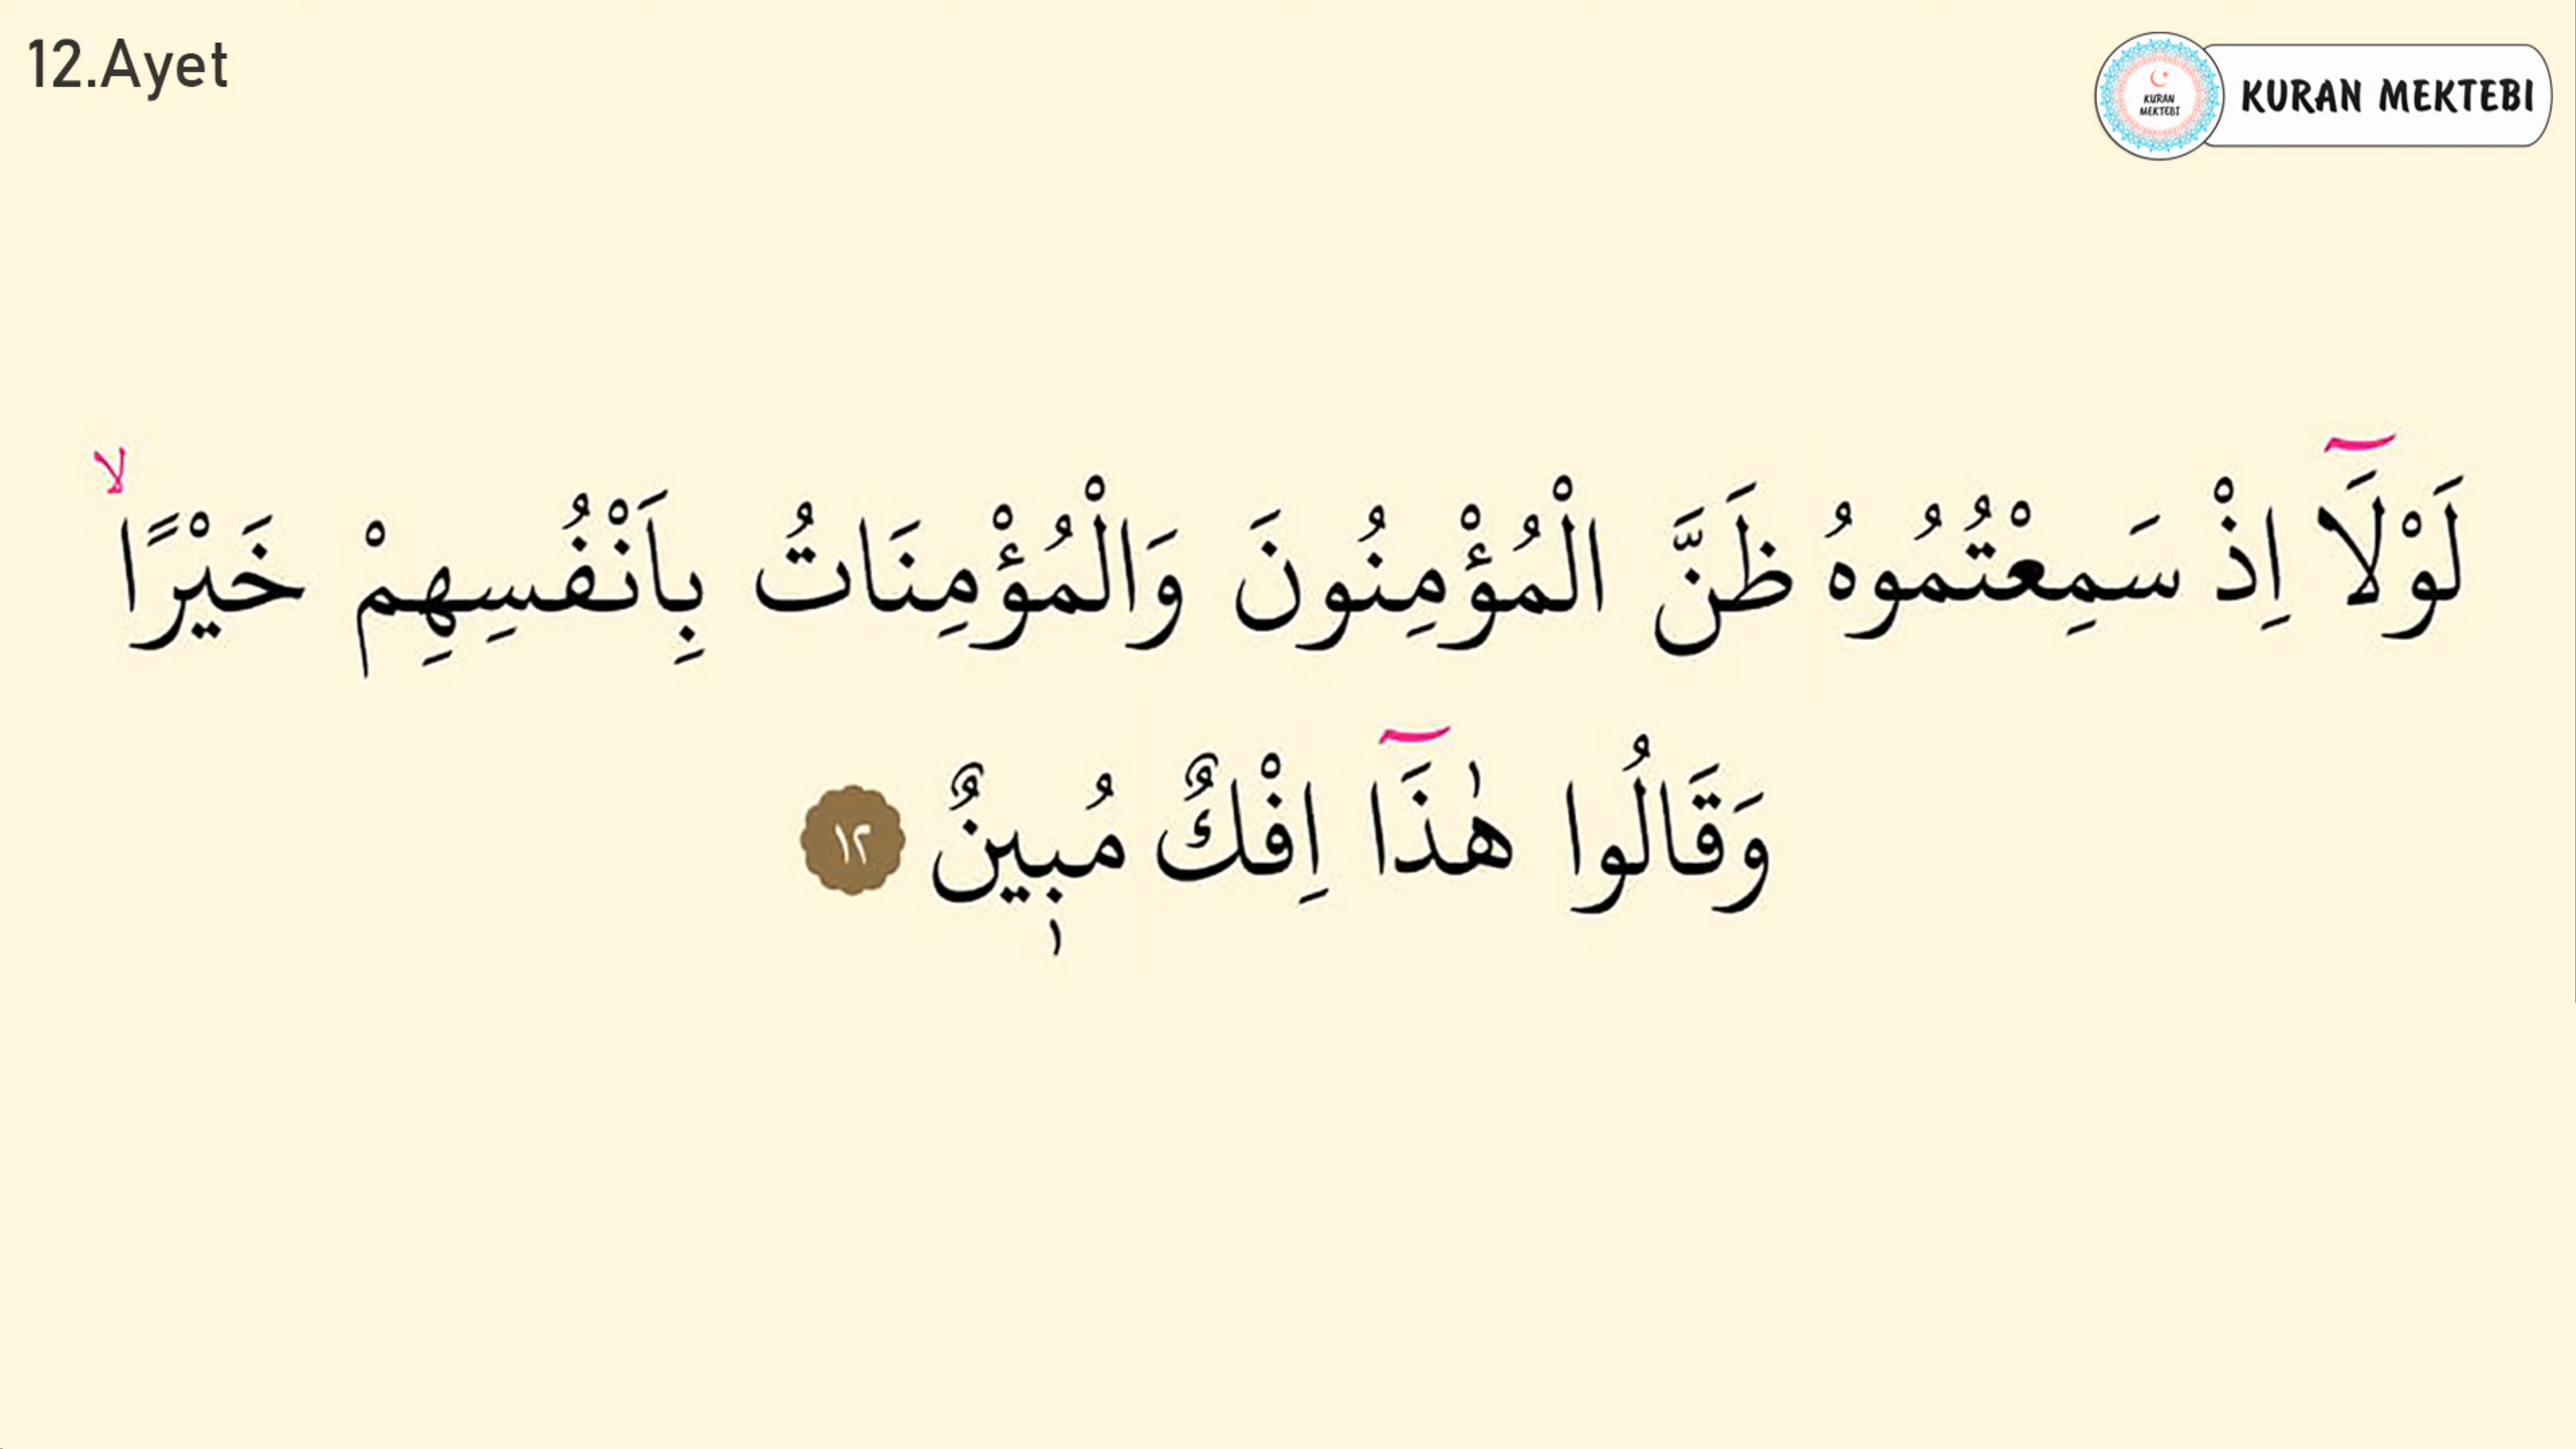 12.Ayet
KURAN MEKTEBI
KURAN
MEKTEBI
لَوْلَٓا اِذْ سَمِعْتُمُوهُ ظَنَّ الْمُؤْمِنُونَ وَالْمُؤْمِنَاتُ بِاَنْفُسِهِمْ خَيْرًاۙ
وَقَالُوا هٰذَٓا اِفْكٌ مُب۪ينٌ ١٢